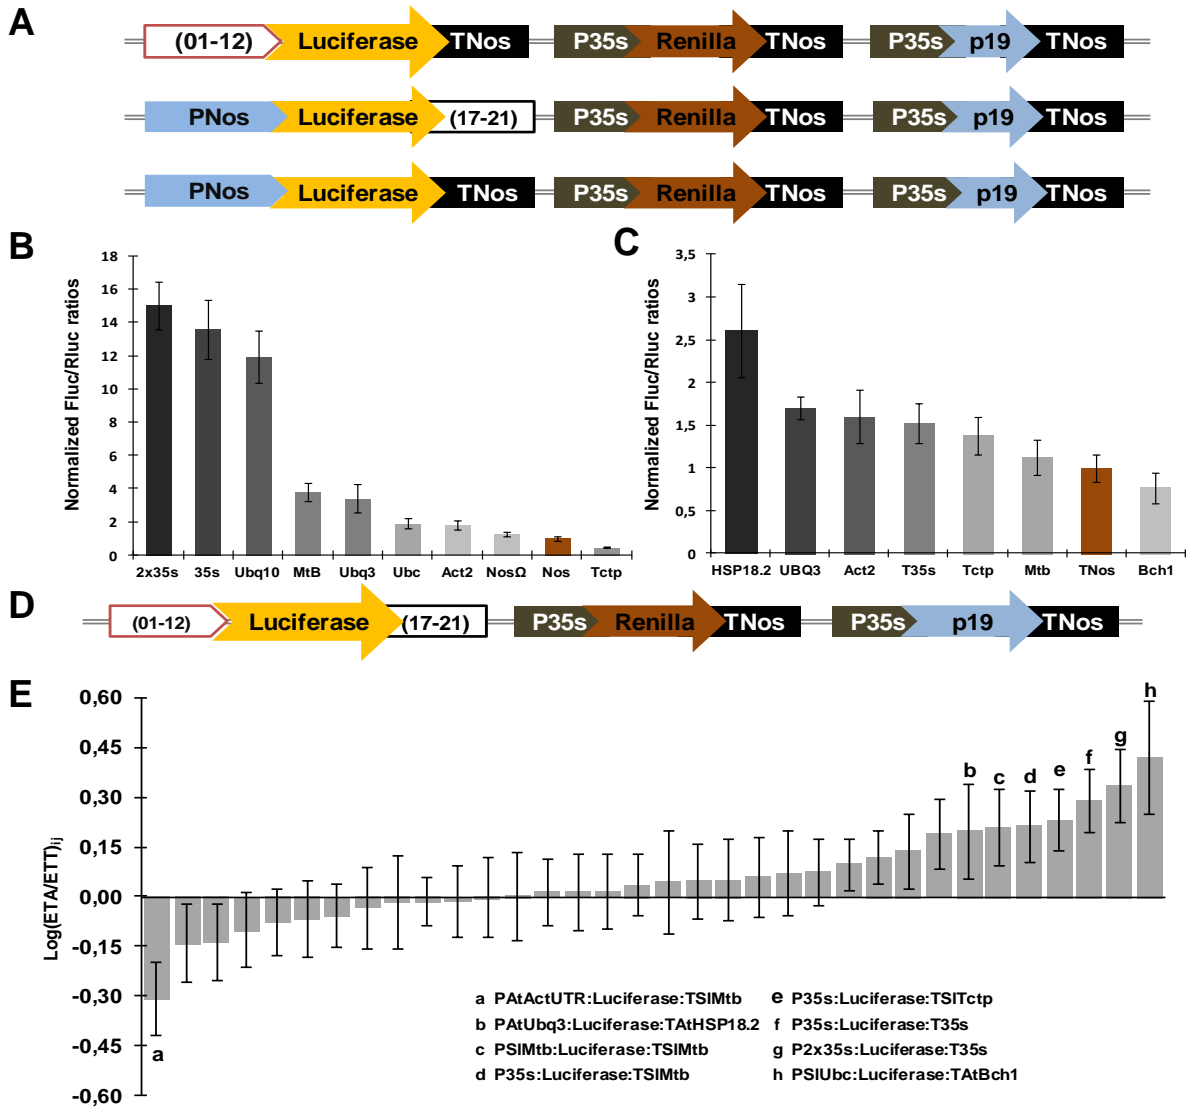 A
(01-12) Luciferase TNos P35s Renilla TNos P35s p19 TNos
PNos Luciferase (17-21) P35s Renilla TNos P35s p19 TNos
PNos Luciferase TNos P35s Renilla TNos P35s p19 TNos
B
Normalized Fluc/Rluc ratios
18
16
14
12
10
8
6
4
2
0
2x35s 35s Ubq10 MtB Ubq3 Ubc Act2 NosΩ Nos Tctp
C
Normalized Fluc/Rluc ratios
3,5
3
2,5
2
1,5
1
0,5
0
HSP18.2 UBQ3 Act2 T35s Tctp Mtb TNos Bch1
D
(01-12) Luciferase (17-21) P35s Renilla TNos P35s p19 TNos
E
Log(ETA/ETT)ij
0,60
0,45
0,30
0,15
0,00
-0,15
-0,30
-0,45
-0,60
a
b
c
d
e
f
g
h
a PAtActUTR:Luciferase:TSlMtb
b PAtUbq3:Luciferase:TAtHSP18.2
c PSlMtb:Luciferase:TSlMtb
d P35s:Luciferase:TSlMtb
e P35s:Luciferase:TSlTctp
f P35s:Luciferase:T35s
g P2x35s:Luciferase:T35s
h PSlUbc:Luciferase:TAtBch1